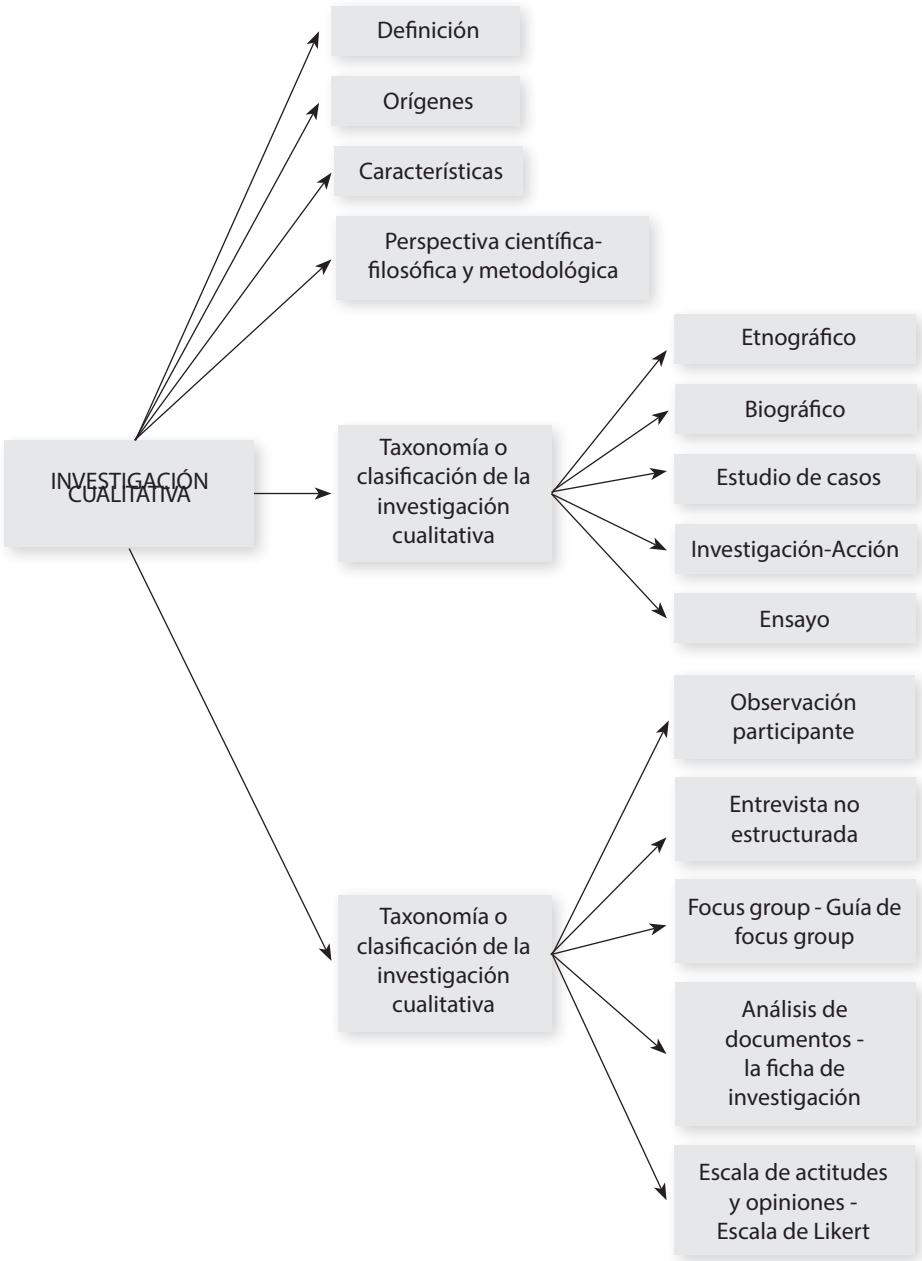 Definición
Orígenes
Características
Perspectiva científica-
filosófica y metodológica
INVESTIGACIÓN
CUALITATIVA
Taxonomía o
clasificación de la
investigación
cualitativa
Etnográfico
Biográfico
Estudio de casos
Investigación-Acción
Ensayo
Taxonomía o
clasificación de la
investigación
cualitativa
Observación
participante
Entrevista no
estructurada
Focus group - Guía de
focus group
Análisis de
documentos -
la ficha de
investigación
Escala de actitudes
y opiniones -
Escala de Likert